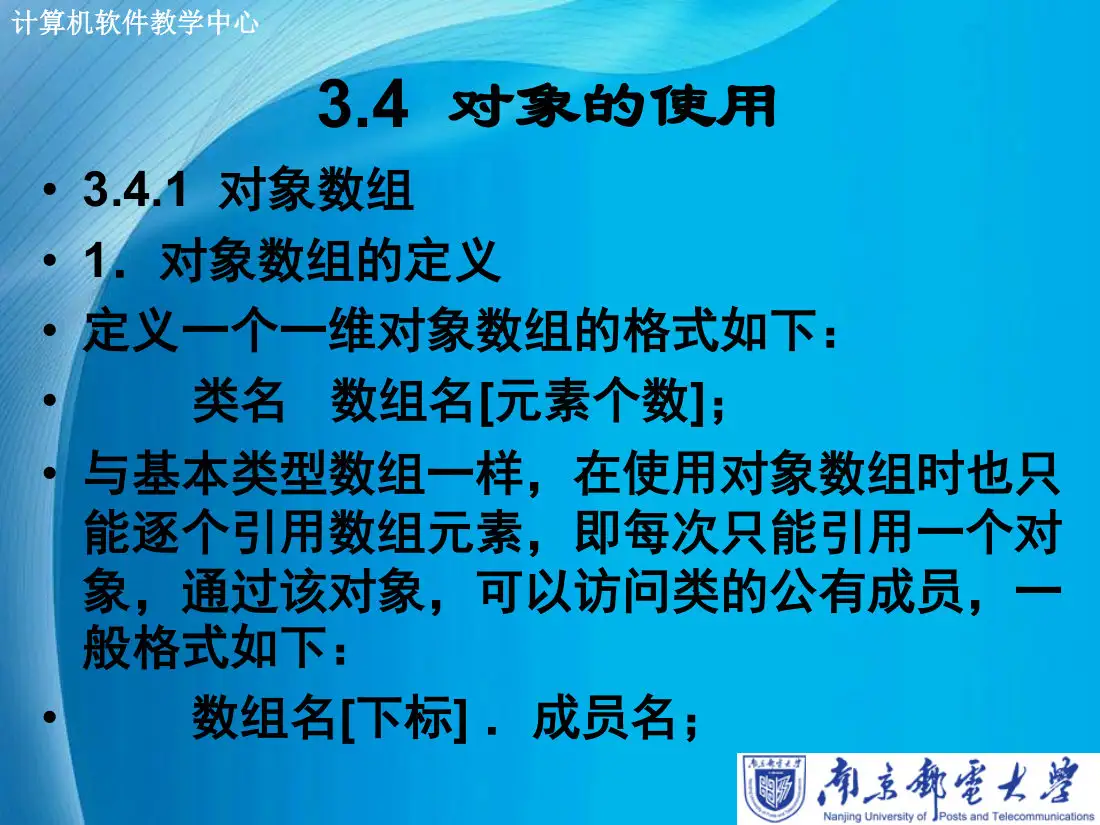 计算机软件教学中心
3.4 对象的使用
• 3.4.1 对象数组
• 1．对象数组的定义
• 定义一个一维对象数组的格式如下：
• 类名 数组名[元素个数]；
• 与基本类型数组一样，在使用对象数组时也只
能逐个引用数组元素，即每次只能引用一个对
象，通过该对象，可以访问类的公有成员，一
般格式如下：
• 数组名[下标]．成员名；
南京郵電大學
Nanjing University of Posts and Telecommunications